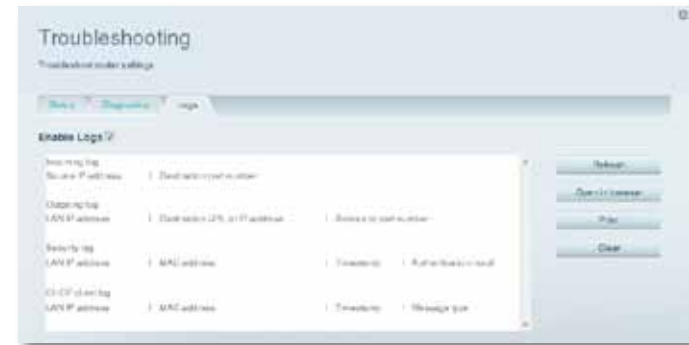 Troubleshooting
Troubleshoot router settings
Status
Diagnostics
Logs
Enable Logs
Incoming log
Source IP address | Destination port number
Outgoing log
LAN IP address | Destination URL or IP address | Service or port number
Security log
LAN IP address | MAC address | Timestamp | Authentication result
DHCP client log
LAN IP address | MAC address | Timestamp | Message type
Refresh
Open in browser
Print
Clear